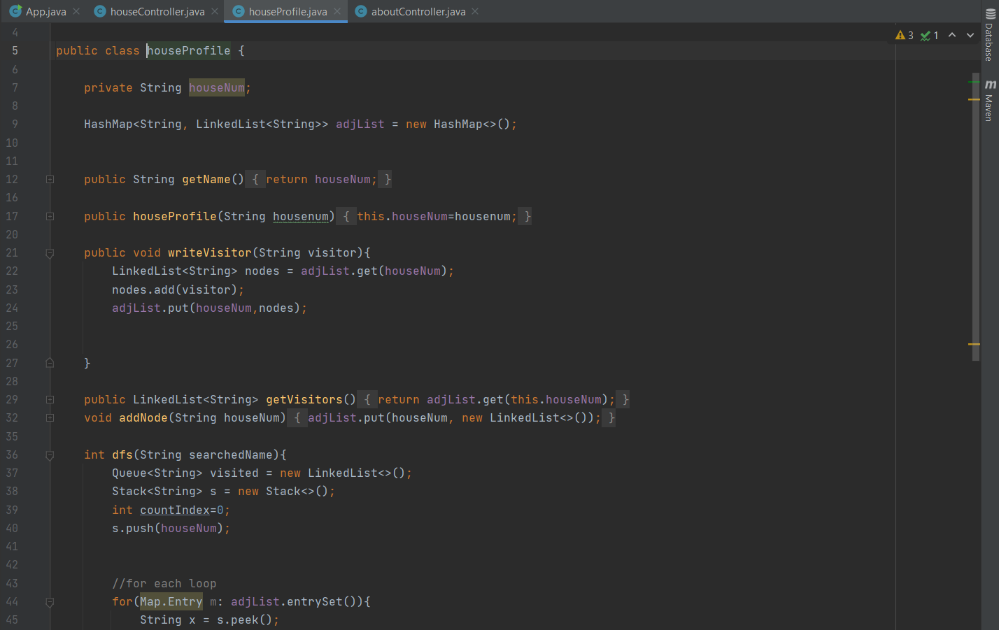 App.java houseController.java houseProfile.java aboutController.java
4
3 1
5 public class houseProfile {
6
7 private String houseNum;
8
9 HashMap<String, LinkedList<String>> adjList = new HashMap<>();
10
11
12 public String getName() { return houseNum; }
16
17 public houseProfile(String housenum) { this.houseNum=housenum; }
20
21 public void writeVisitor(String visitor){
22 LinkedList<String> nodes = adjList.get(houseNum);
23 nodes.add(visitor);
24 adjList.put(houseNum,nodes);
25
26
27 }
28
29 public LinkedList<String> getVisitors() { return adjList.get(this.houseNum); }
32 void addNode(String houseNum) { adjList.put(houseNum, new LinkedList<>()); }
35
36 int dfs(String searchedName){
37 Queue<String> visited = new LinkedList<>();
38 Stack<String> s = new Stack<>();
39 int countIndex=0;
40 s.push(houseNum);
41
42
43 //for each loop
44 for(Map.Entry m: adjList.entrySet()){
45 String x = s.peek();
Database
m
Maven